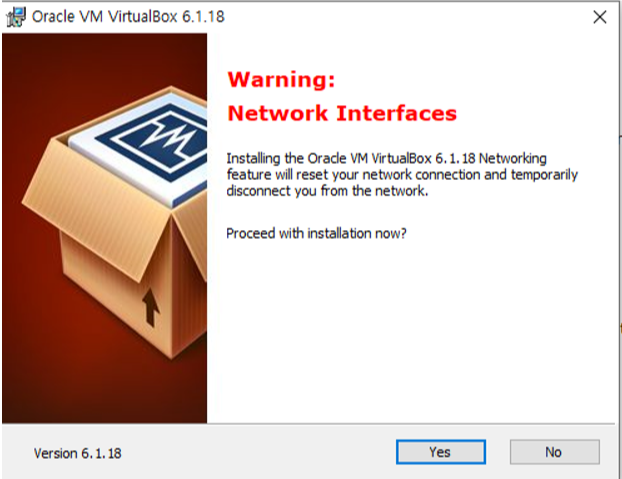 Oracle VM VirtualBox 6.1.18
Warning:
Network Interfaces
Installing the Oracle VM VirtualBox 6.1.18 Networking
feature will reset your network connection and temporarily
disconnect you from the network.
Proceed with installation now?
Version 6.1.18
Yes
No